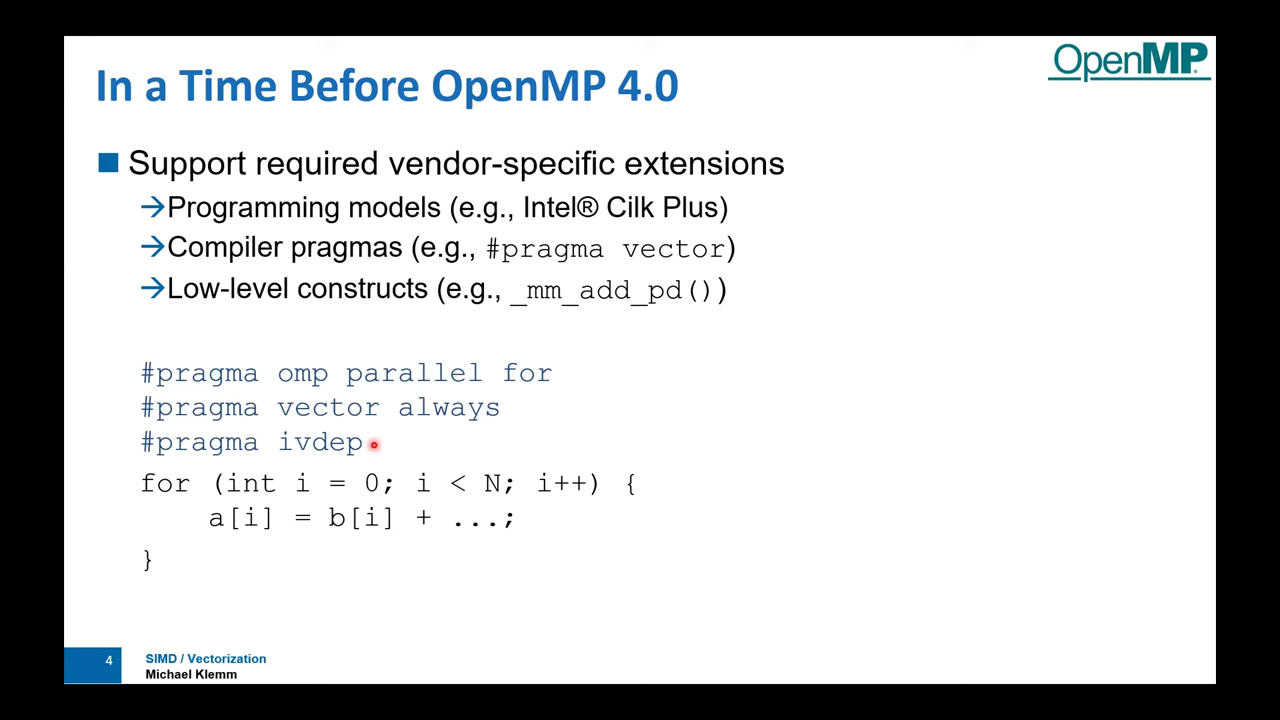 In a Time Before OpenMP 4.0
OpenMP®
Support required vendor-specific extensions
Programming models (e.g., Intel® Cilk Plus)
Compiler pragmas (e.g., #pragma vector)
Low-level constructs (e.g., _mm_add_pd())
#pragma omp parallel for
#pragma vector always
#pragma ivdep
for (int i = 0; i < N; i++) {
    a[i] = b[i] + ...;
}
4
SIMD / Vectorization
Michael Klemm